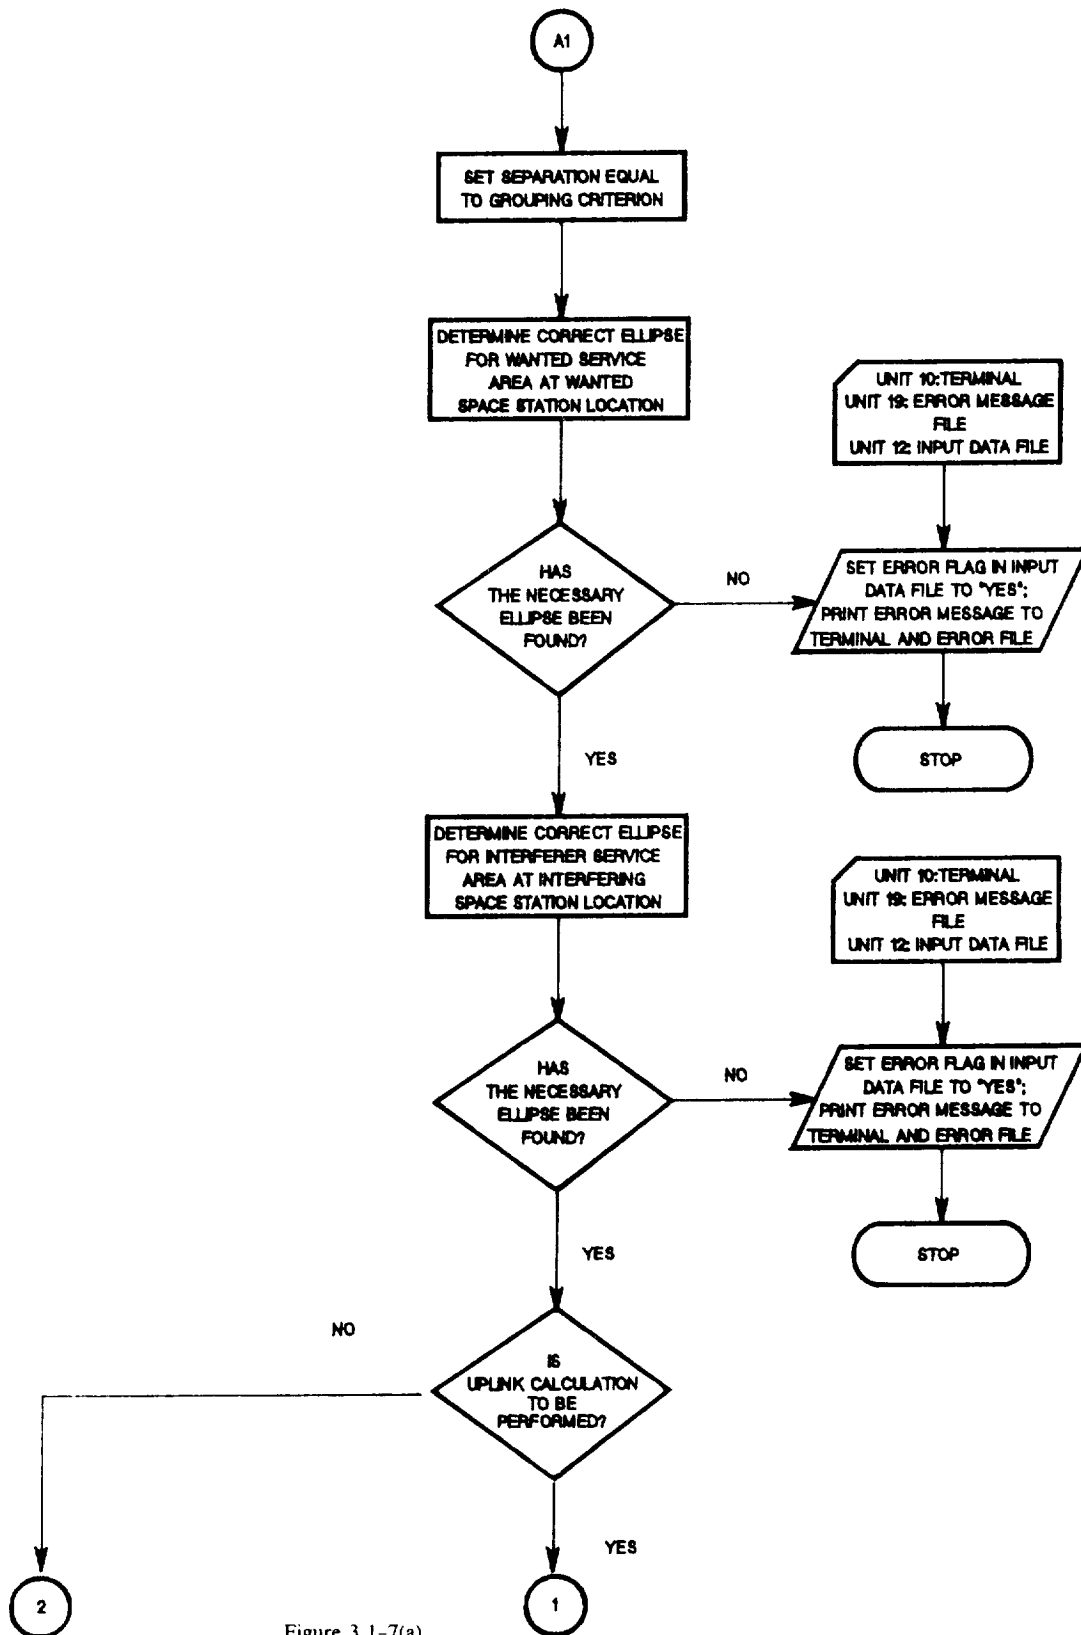 A1
SET SEPARATION EQUAL
TO GROUPING CRITERION
DETERMINE CORRECT ELLIPSE
FOR WANTED SERVICE
AREA AT WANTED
SPACE STATION LOCATION
UNIT 10:TERMINAL
UNIT 19: ERROR MESSAGE
FILE
UNIT 12: INPUT DATA FILE
HAS
THE NECESSARY
ELLIPSE BEEN
FOUND?
NO
SET ERROR FLAG IN INPUT
DATA FILE TO "YES";
PRINT ERROR MESSAGE TO
TERMINAL AND ERROR FILE
STOP
YES
DETERMINE CORRECT ELLIPSE
FOR INTERFERER SERVICE
AREA AT INTERFERING
SPACE STATION LOCATION
UNIT 10:TERMINAL
UNIT 19: ERROR MESSAGE
FILE
UNIT 12: INPUT DATA FILE
HAS
THE NECESSARY
ELLIPSE BEEN
FOUND?
NO
SET ERROR FLAG IN INPUT
DATA FILE TO "YES";
PRINT ERROR MESSAGE TO
TERMINAL AND ERROR FILE
STOP
YES
NO
IS
UPLINK CALCULATION
TO BE
PERFORMED?
YES
2
1
Figure 3.1-7(a)